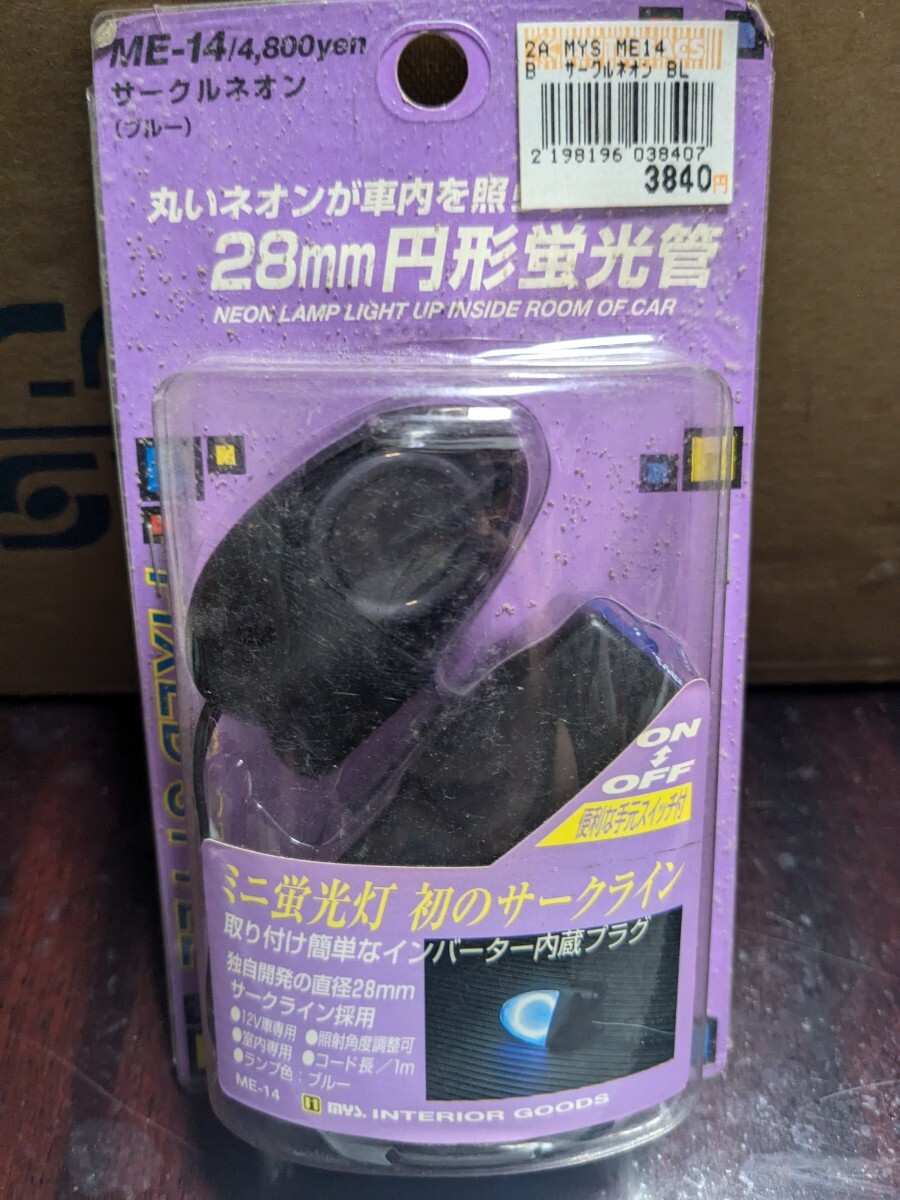 ME-14/4,800yen
サークルネオン
(ブルー)
2A MYS ME14
B サークルネオン BL
2 198196 038407
3840円
丸いネオンが車内を照
28mm円形蛍光管
NEON LAMP LIGHT UP INSIDE ROOM OF CAR
ON
OFF
便利な手元スイッチ付
ミニ蛍光灯 初のサークライン
取り付け簡単なインバーター内蔵プラグ
独自開発の直径28mm
サークライン採用
●12V車専用 ●照射角度調整可
●室内専用 ●コード長/1m
●ランプ色:ブルー
ME-14
mys. INTERIOR GOODS